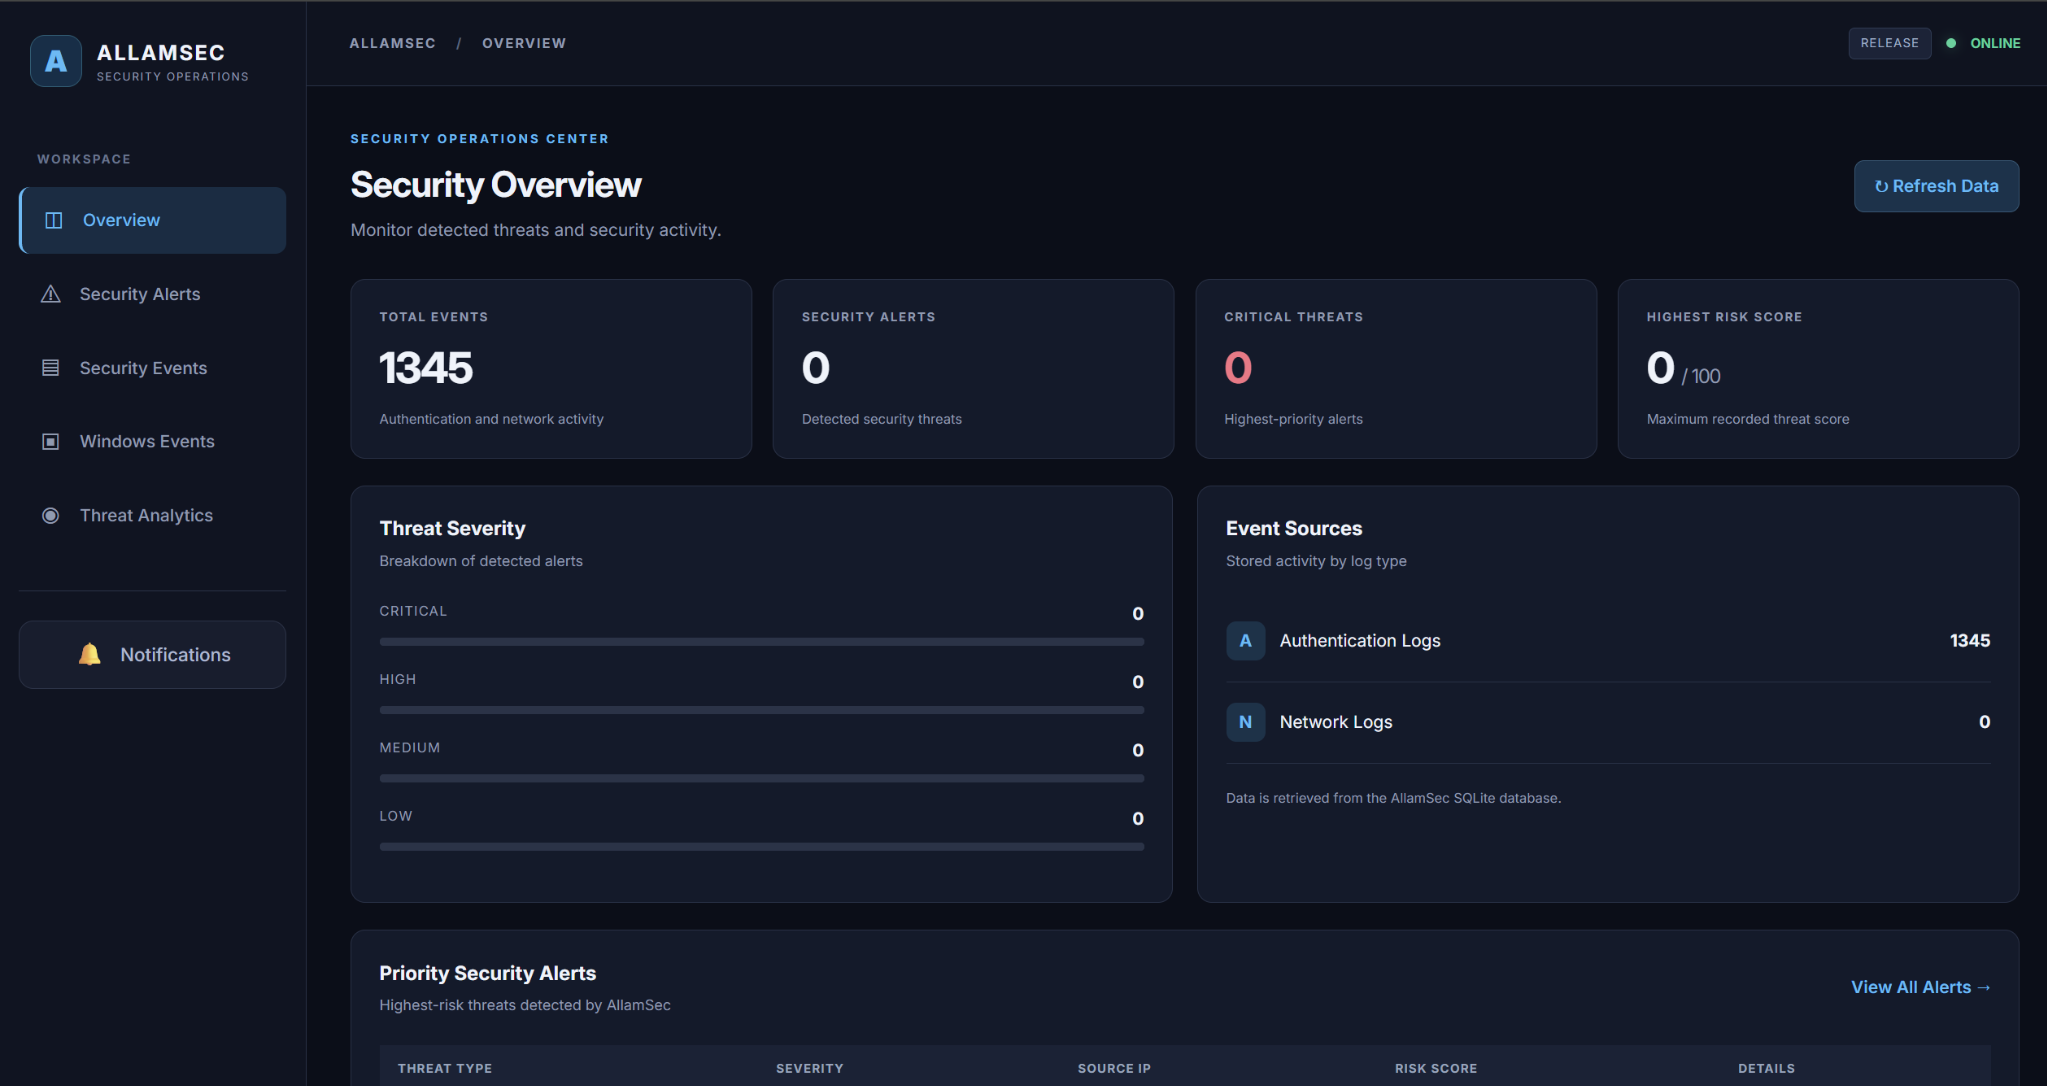 A
ALLAMSEC
SECURITY OPERATIONS
WORKSPACE
Overview
Security Alerts
Security Events
Windows Events
Threat Analytics
Notifications
ALLAMSEC / OVERVIEW
RELEASE
ONLINE
SECURITY OPERATIONS CENTER
Security Overview
Monitor detected threats and security activity.
↻ Refresh Data
TOTAL EVENTS
1345
Authentication and network activity
SECURITY ALERTS
0
Detected security threats
CRITICAL THREATS
0
Highest-priority alerts
HIGHEST RISK SCORE
0 / 100
Maximum recorded threat score
Threat Severity
Breakdown of detected alerts
CRITICAL 0
HIGH 0
MEDIUM 0
LOW 0
Event Sources
Stored activity by log type
A Authentication Logs 1345
N Network Logs 0
Data is retrieved from the AllamSec SQLite database.
Priority Security Alerts
Highest-risk threats detected by AllamSec
View All Alerts →
THREAT TYPE SEVERITY SOURCE IP RISK SCORE DETAILS